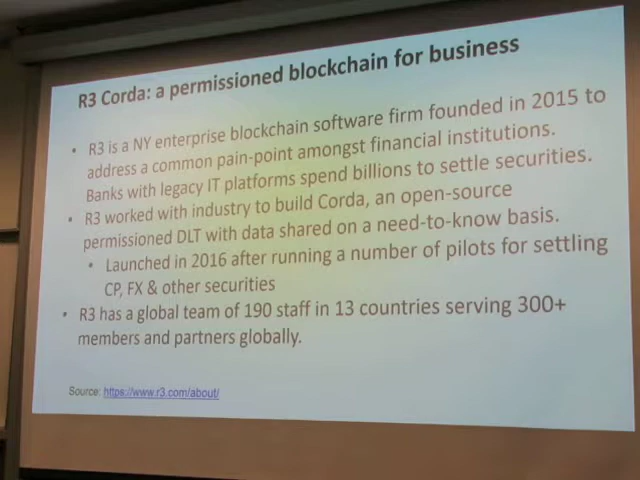 R3 Corda: a permissioned blockchain for business
• R3 is a NY enterprise blockchain software firm founded in 2015 to
address a common pain-point amongst financial institutions.
Banks with legacy IT platforms spend billions to settle securities.
• R3 worked with industry to build Corda, an open-source
permissioned DLT with data shared on a need-to-know basis.
• Launched in 2016 after running a number of pilots for settling
CP, FX & other securities
• R3 has a global team of 190 staff in 13 countries serving 300+
members and partners globally.
Source: https://www.r3.com/about/